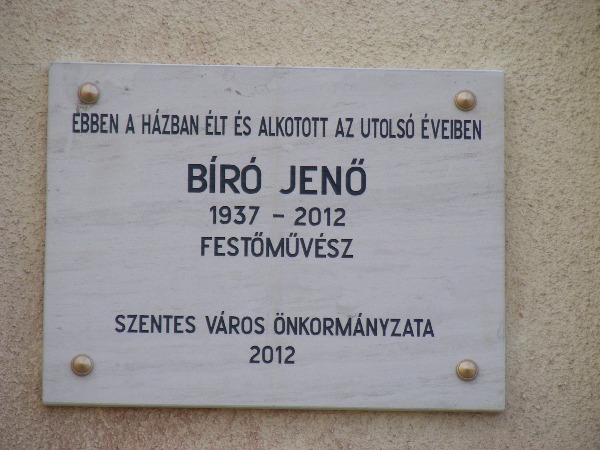 EBBEN A HÁZBAN ÉLT ÉS ALKOTOTT AZ UTOLSÓ ÉVEIBEN
BÍRÓ JENŐ
1937 – 2012
FESTŐMŰVÉSZ
SZENTES VÁROS ÖNKORMÁNYZATA
2012